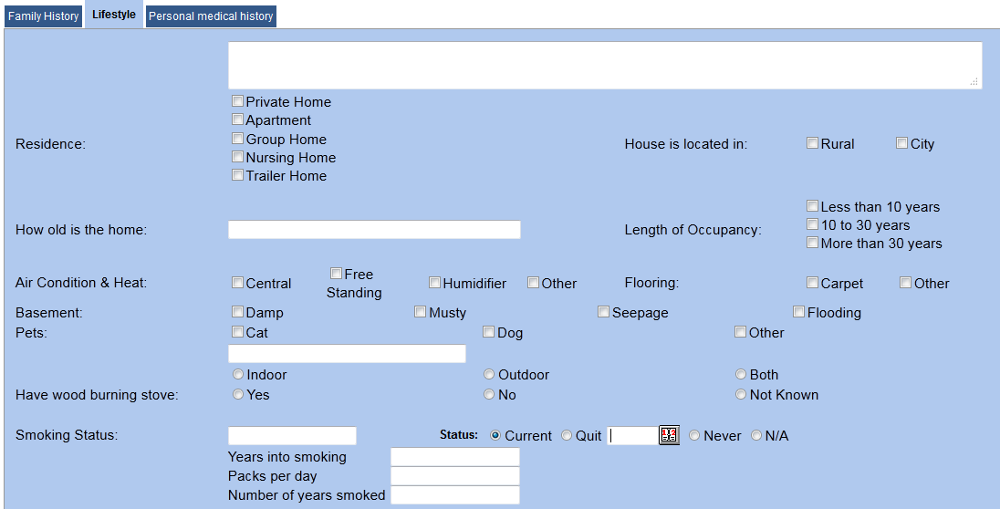 Family History Lifestyle Personal medical history
Private Home
Apartment
Group Home
Residence: House is located in: Rural City
Nursing Home
Trailer Home
Less than 10 years
How old is the home: Length of Occupancy: 10 to 30 years
More than 30 years
Air Condition & Heat: Central Free Standing Humidifier Other Flooring: Carpet Other
Basement: Damp Musty Seepage Flooding
Pets: Cat Dog Other
Indoor Outdoor Both
Have wood burning stove: Yes No Not Known
Smoking Status: Status: Current Quit Never N/A
Years into smoking
Packs per day
Number of years smoked